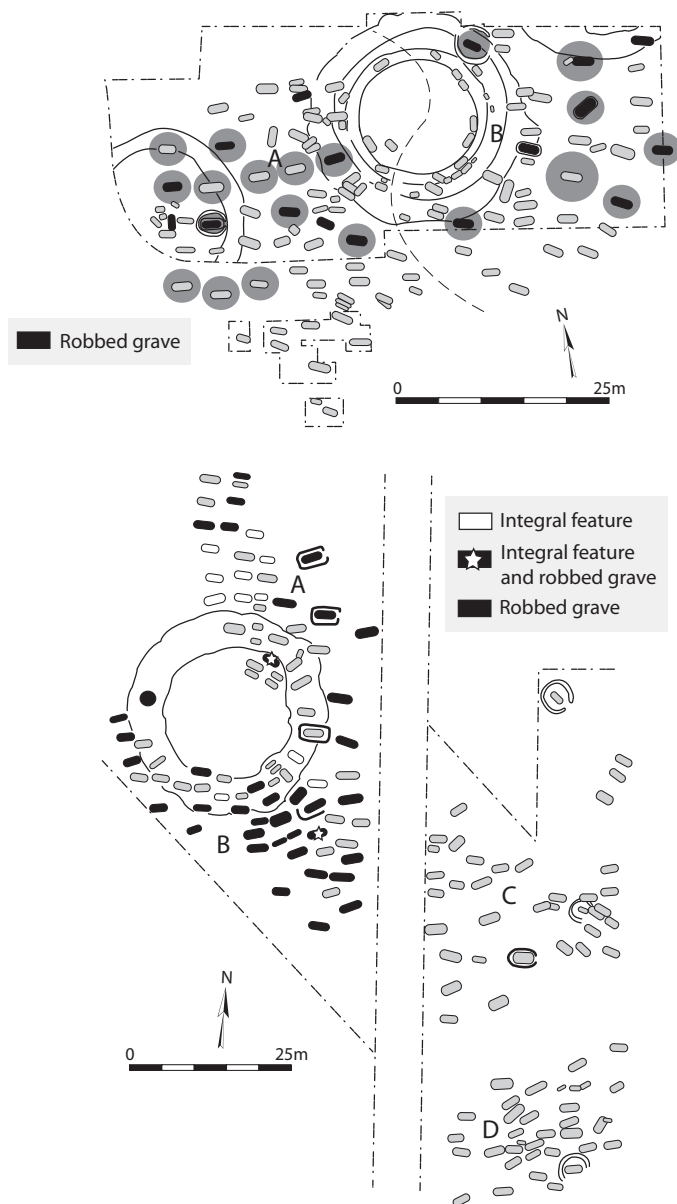 A
B
N
Robbed grave
0 25m
Integral feature
Integral feature
and robbed grave
Robbed grave
A
B
C
N
0 25m
D